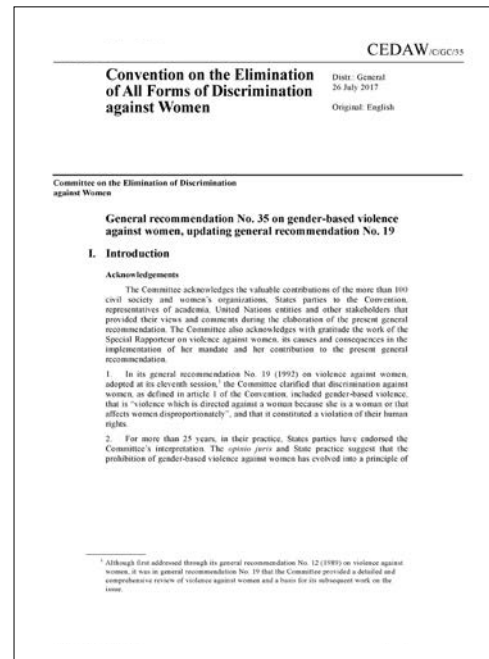 CEDAW/C/GC/35
Convention on the Elimination
of All Forms of Discrimination
against Women
Distr.: General
26 July 2017
Original: English
Committee on the Elimination of Discrimination
against Women
General recommendation No. 35 on gender-based violence
against women, updating general recommendation No. 19
I. Introduction
Acknowledgements
The Committee acknowledges the valuable contributions of the more than 100
civil society and women's organizations, States parties to the Convention,
representatives of academia, United Nations entities and other stakeholders that
provided their views and comments during the elaboration of the present general
recommendation. The Committee also acknowledges with gratitude the work of the
Special Rapporteur on violence against women, its causes and consequences in the
implementation of her mandate and her contribution to the present general
recommendation.
1. In its general recommendation No. 19 (1992) on violence against women,
adopted at its eleventh session,¹ the Committee clarified that discrimination against
women, as defined in article 1 of the Convention, included gender-based violence,
that is "violence which is directed against a woman because she is a woman or that
affects women disproportionately", and that it constituted a violation of their human
rights.
2. For more than 25 years, in their practice, States parties have endorsed the
Committee's interpretation. The opinio juris and State practice suggest that the
prohibition of gender-based violence against women has evolved into a principle of
¹ Although first addressed through its general recommendation No. 12 (1989) on violence against
women, it was in general recommendation No. 19 that the Committee provided a detailed and
comprehensive review of violence against women and a basis for its subsequent work on the
issue.